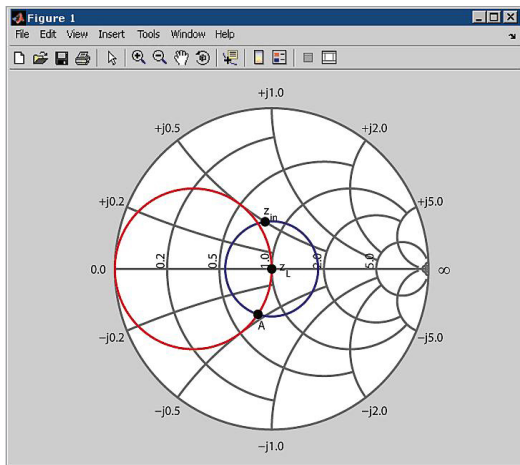 Figure 1
File Edit View Insert Tools Window Help
+j1.0
+j0.5
+j2.0
+j0.2
+j5.0
z in
0.0
0.2
0.5
1.0
2.0
5.0
∞
z L
A
−j0.2
−j5.0
−j0.5
−j2.0
−j1.0